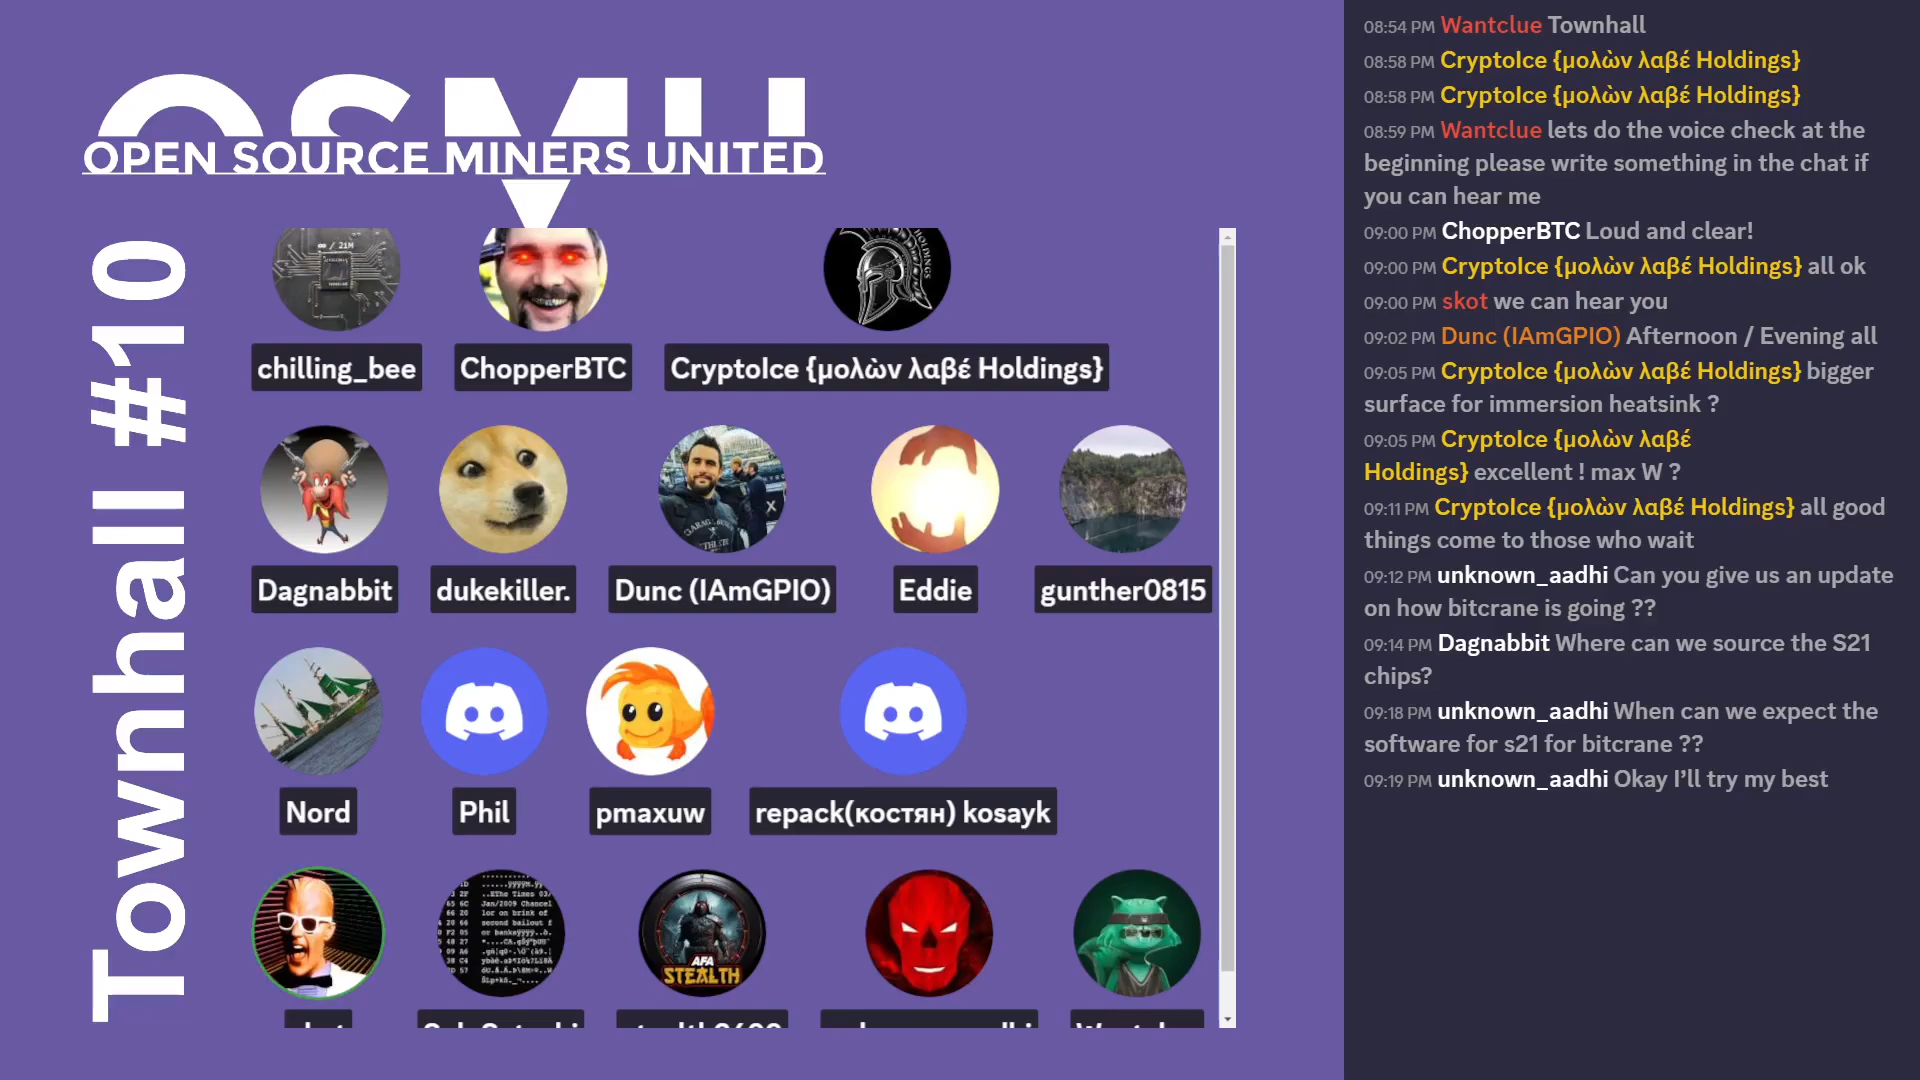 OSMU
OPEN SOURCE MINERS UNITED
Townhall #10
∞ / 21M
HOLDINGS
chilling_bee
ChopperBTC
CryptoIce {μολὼν λαβέ Holdings}
Dagnabbit
dukekiller.
Dunc (IAmGPIO)
Eddie
gunther0815
Nord
Phil
pmaxuw
repack(костян) kosayk
AFA
STEALTH
08:54 PM Wantclue Townhall
08:58 PM CryptoIce {μολὼν λαβέ Holdings}
08:58 PM CryptoIce {μολὼν λαβέ Holdings}
08:59 PM Wantclue lets do the voice check at the
beginning please write something in the chat if
you can hear me
09:00 PM ChopperBTC Loud and clear!
09:00 PM CryptoIce {μολὼν λαβέ Holdings} all ok
09:00 PM skot we can hear you
09:02 PM Dunc (IAmGPIO) Afternoon / Evening all
09:05 PM CryptoIce {μολὼν λαβέ Holdings} bigger
surface for immersion heatsink ?
09:05 PM CryptoIce {μολὼν λαβέ
Holdings} excellent ! max W ?
09:11 PM CryptoIce {μολὼν λαβέ Holdings} all good
things come to those who wait
09:12 PM unknown_aadhi Can you give us an update
on how bitcrane is going ??
09:14 PM Dagnabbit Where can we source the S21
chips?
09:18 PM unknown_aadhi When can we expect the
software for s21 for bitcrane ??
09:19 PM unknown_aadhi Okay I’ll try my best